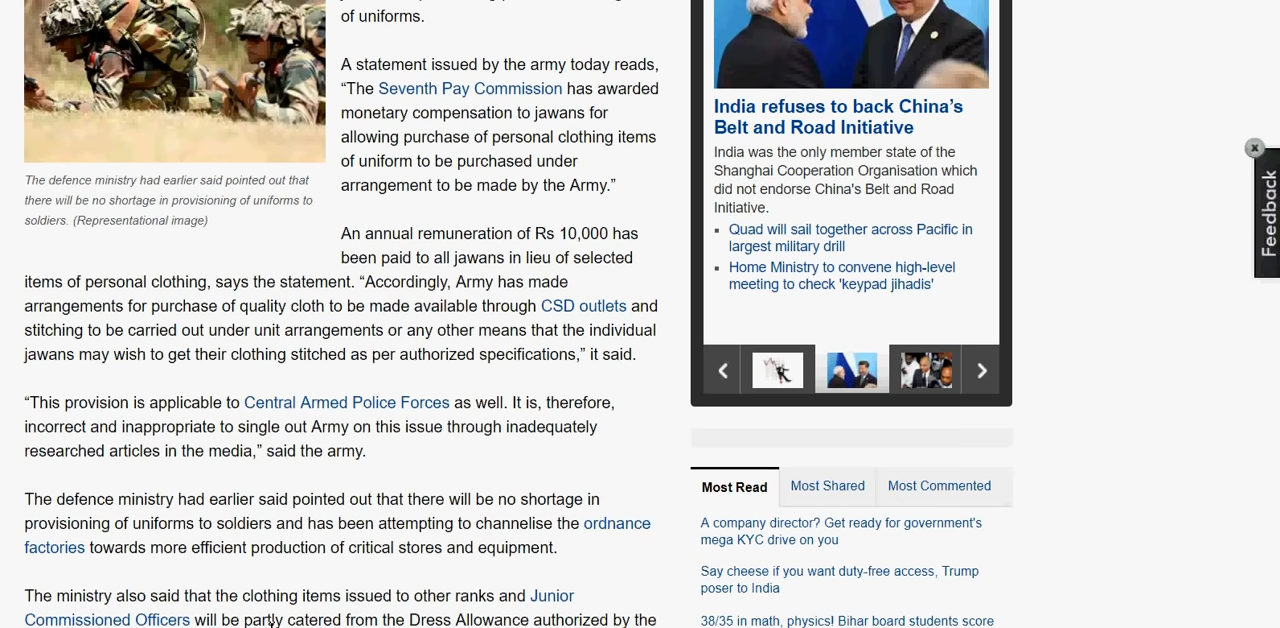 of uniforms.
A statement issued by the army today reads,
“The Seventh Pay Commission has awarded
monetary compensation to jawans for
allowing purchase of personal clothing items
of uniform to be purchased under
arrangement to be made by the Army.”
The defence ministry had earlier said pointed out that
there will be no shortage in provisioning of uniforms to
soldiers. (Representational image)
An annual remuneration of Rs 10,000 has
been paid to all jawans in lieu of selected
items of personal clothing, says the statement. “Accordingly, Army has made
arrangements for purchase of quality cloth to be made available through CSD outlets and
stitching to be carried out under unit arrangements or any other means that the individual
jawans may wish to get their clothing stitched as per authorized specifications,” it said.
“This provision is applicable to Central Armed Police Forces as well. It is, therefore,
incorrect and inappropriate to single out Army on this issue through inadequately
researched articles in the media,” said the army.
The defence ministry had earlier said pointed out that there will be no shortage in
provisioning of uniforms to soldiers and has been attempting to channelise the ordnance
factories towards more efficient production of critical stores and equipment.
The ministry also said that the clothing items issued to other ranks and Junior
Commissioned Officers will be partly catered from the Dress Allowance authorized by the
India refuses to back China’s
Belt and Road Initiative
India was the only member state of the
Shanghai Cooperation Organisation which
did not endorse China's Belt and Road
Initiative.
Quad will sail together across Pacific in
largest military drill
Home Ministry to convene high-level
meeting to check 'keypad jihadis'
Most Read Most Shared Most Commented
A company director? Get ready for government's
mega KYC drive on you
Say cheese if you want duty-free access, Trump
poser to India
38/35 in math, physics! Bihar board students score
Feedback